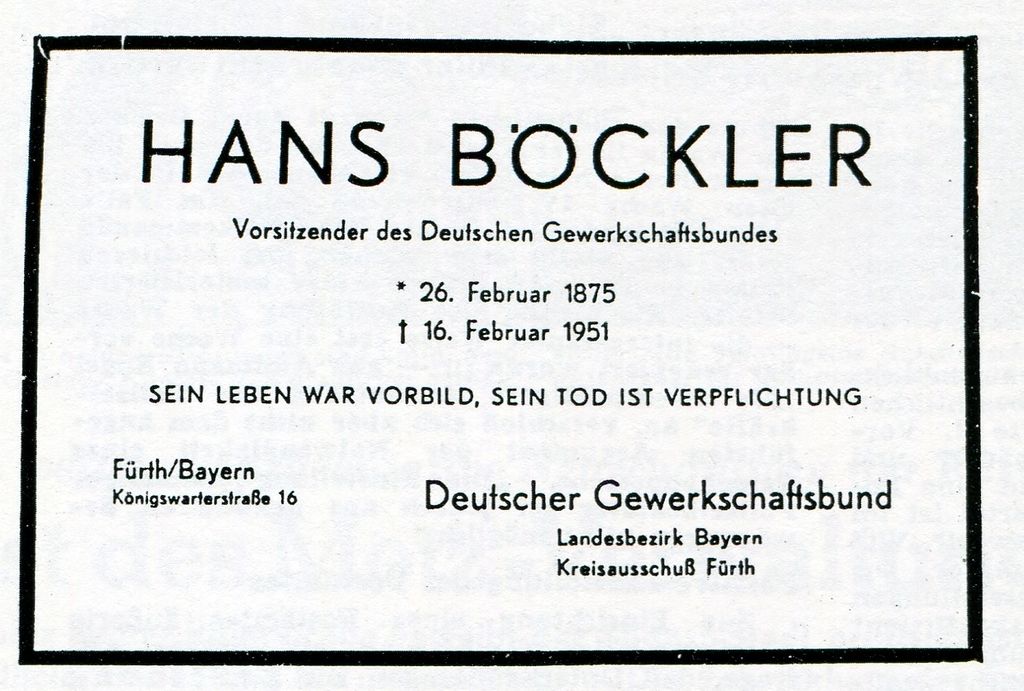 HANS BÖCKLER
Vorsitzender des Deutschen Gewerkschaftsbundes
* 26. Februar 1875
† 16. Februar 1951
SEIN LEBEN WAR VORBILD, SEIN TOD IST VERPFLICHTUNG
Fürth/Bayern
Königswarterstraße 16
Deutscher Gewerkschaftsbund
Landesbezirk Bayern
Kreisausschuß Fürth